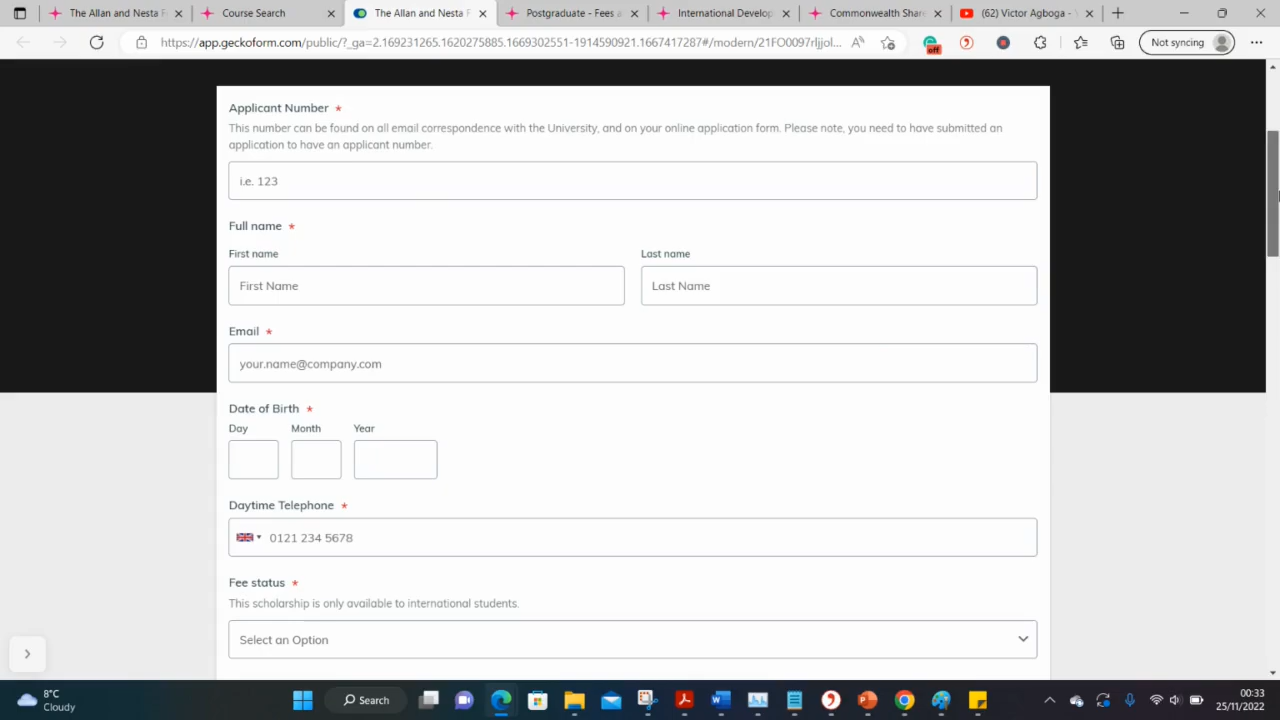 The Allan and Nesta F
Course Search
The Allan and Nesta F
Postgraduate - Fees a
International Develop
Commonwealth Share
(62) Victor Agboga - Y
https://app.geckoform.com/public/?_ga=2.169231265.1620275885.1669302551-1914590921.1667417287#/modern/21FO0097rljjol...
off
Not syncing
Applicant Number *
This number can be found on all email correspondence with the University, and on your online application form. Please note, you need to have submitted an
application to have an applicant number.
i.e. 123
Full name *
First name
Last name
First Name
Last Name
Email *
your.name@company.com
Date of Birth *
Day
Month
Year
Daytime Telephone *
0121 234 5678
Fee status *
This scholarship is only available to international students.
Select an Option
8°C
Cloudy
Search
00:33
25/11/2022